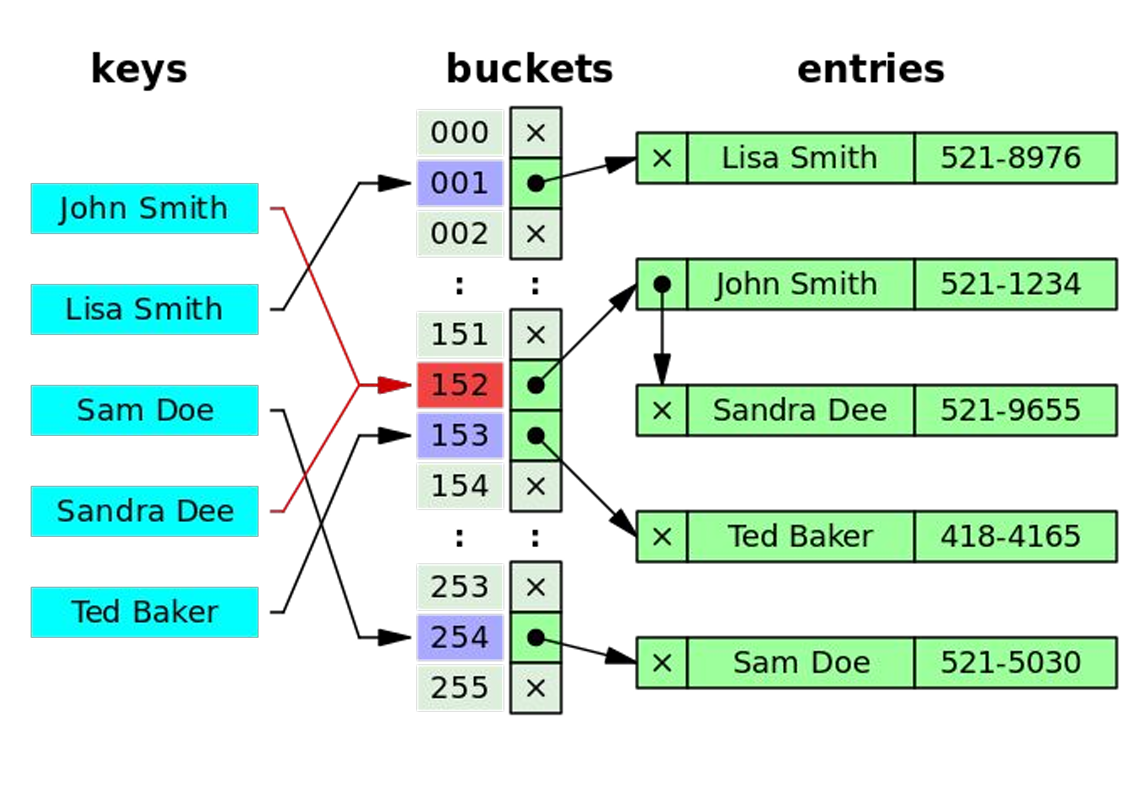 keys
buckets
entries
John Smith
Lisa Smith
Sam Doe
Sandra Dee
Ted Baker
000 ×
001
002 ×
: :
151 ×
152
153
154 ×
: :
253 ×
254
255 ×
× Lisa Smith 521-8976
John Smith 521-1234
× Sandra Dee 521-9655
× Ted Baker 418-4165
× Sam Doe 521-5030